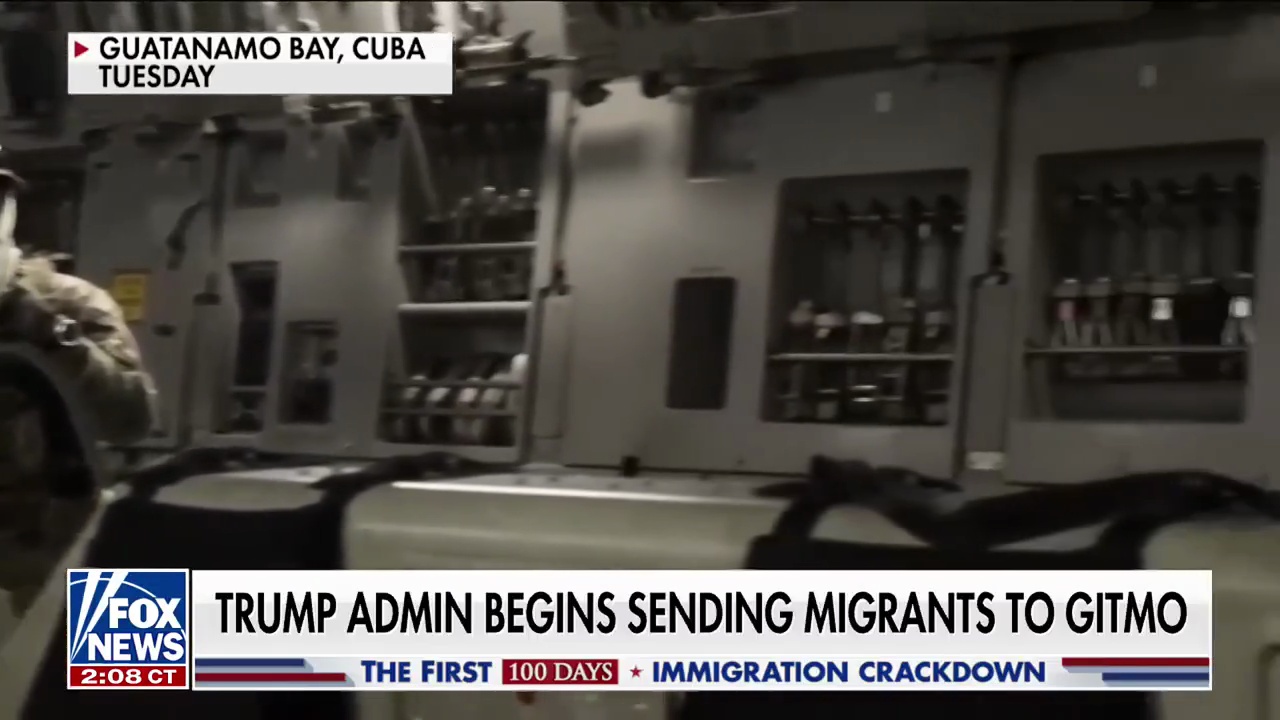 GUATANAMO BAY, CUBA
TUESDAY
FOX
NEWS
2:08 CT
TRUMP ADMIN BEGINS SENDING MIGRANTS TO GITMO
THE FIRST 100 DAYS ★ IMMIGRATION CRACKDOWN